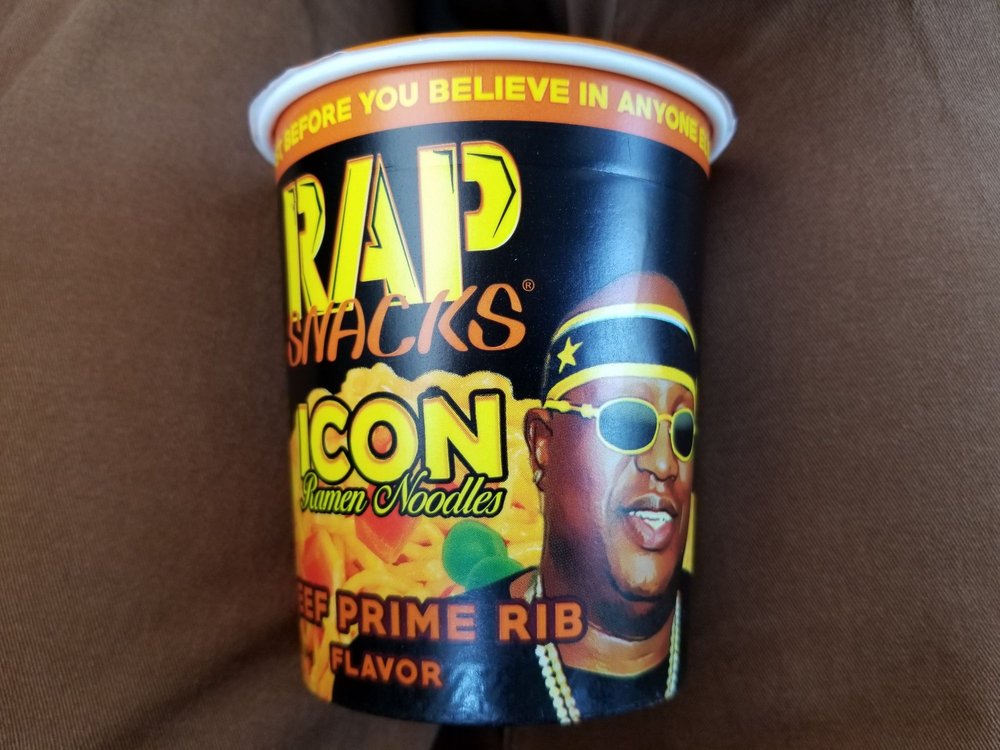 BEFORE YOU BELIEVE IN ANYONE
RAP
SNACKS®
ICON
Ramen Noodles
PRIME RIB
FLAVOR